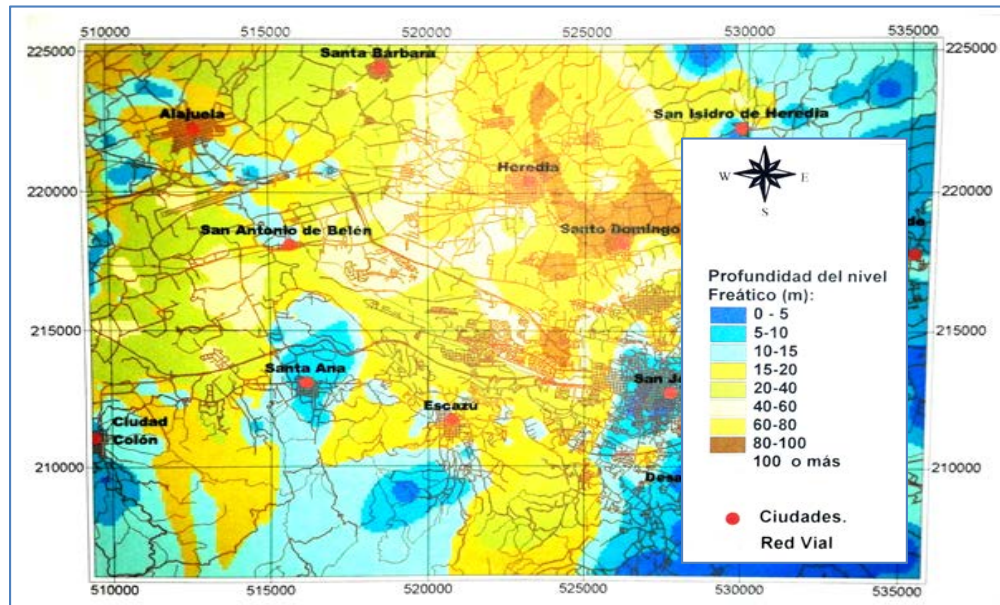 510000 515000 520000 525000 530000 535000
225000 Santa Bárbara 225000
Alajuela San Isidro de Heredia
220000 Heredia 220000
San Antonio de Belén Santo Domingo
215000 215000
Santa Ana San J
Escazú
Ciudad
Colón
210000 210000
Desa
W E
S
Profundidad del nivel
Freático (m):
0 - 5
5-10
10-15
15-20
20-40
40-60
60-80
80-100
100 o más
Ciudades.
Red Vial
510000 515000 520000 525000 530000 535000